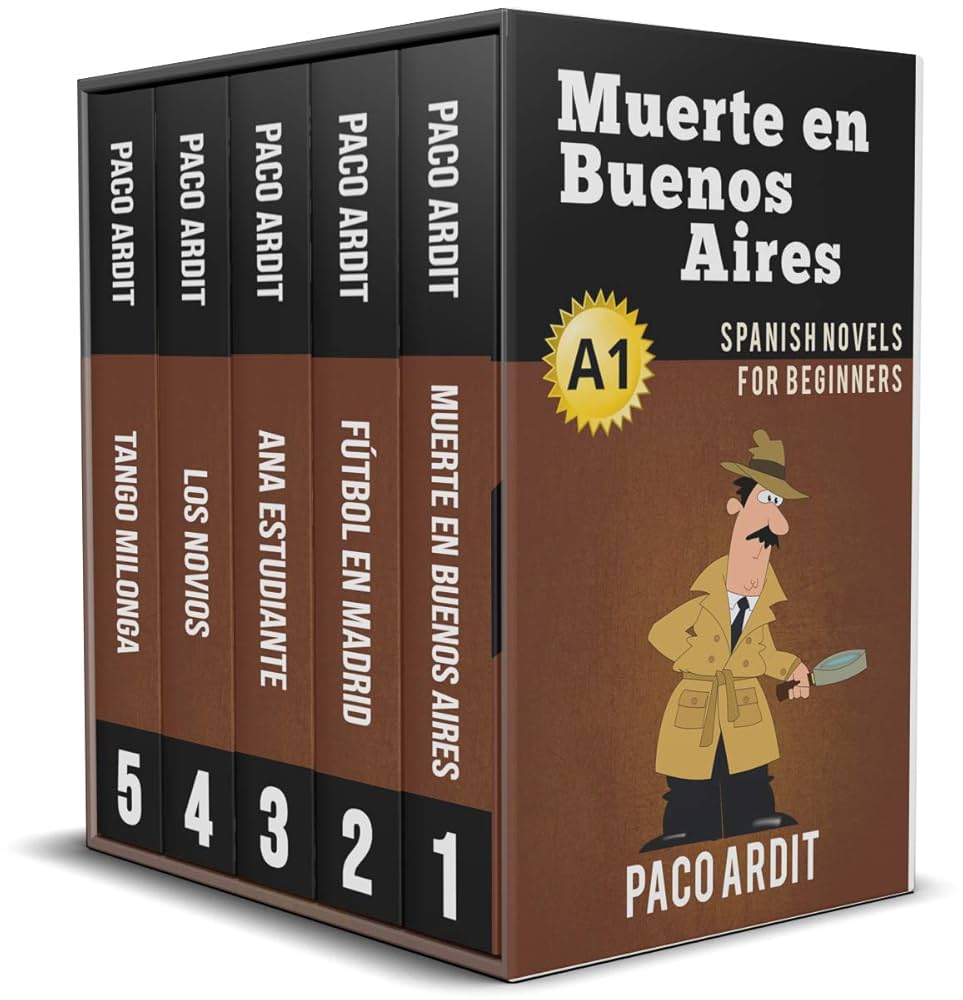 Muerte en
Buenos
Aires
A1
SPANISH NOVELS
FOR BEGINNERS
PACO ARDIT
PACO ARDIT
TANGO MILONGA
5
PACO ARDIT
LOS NOVIOS
4
PACO ARDIT
ANA ESTUDIANTE
3
PACO ARDIT
FÚTBOL EN MADRID
2
PACO ARDIT
MUERTE EN BUENOS AIRES
1